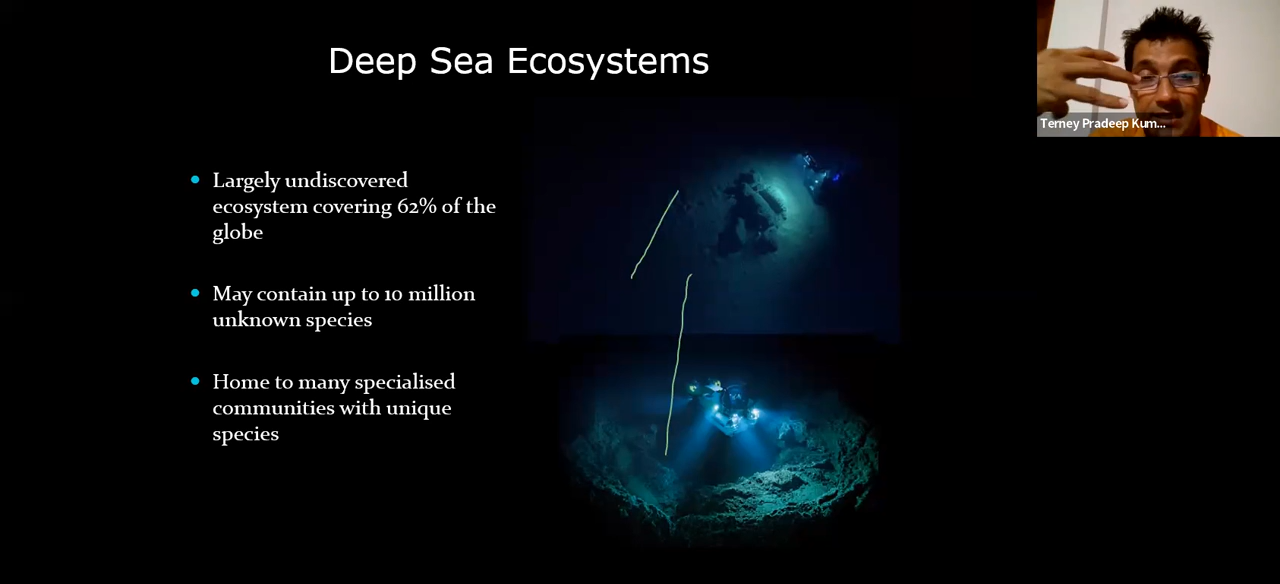 Deep Sea Ecosystems
Largely undiscovered
ecosystem covering 62% of the
globe
May contain up to 10 million
unknown species
Home to many specialised
communities with unique
species
Terney Pradeep Kum...